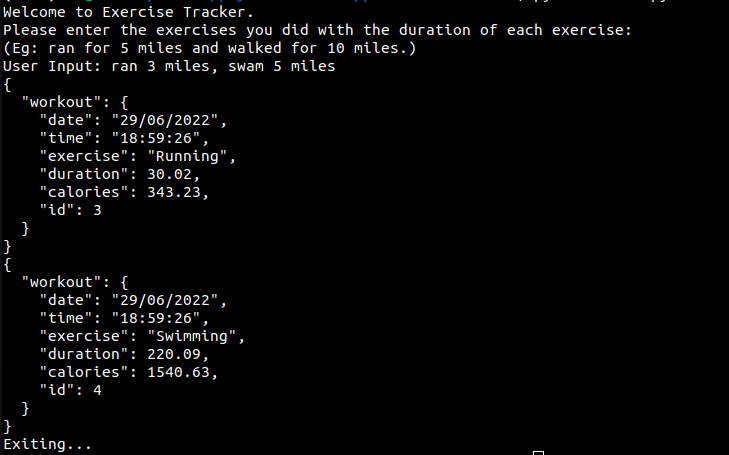 Welcome to Exercise Tracker.
Please enter the exercises you did with the duration of each exercise:
(Eg: ran for 5 miles and walked for 10 miles.)
User Input: ran 3 miles, swam 5 miles
{
  "workout": {
    "date": "29/06/2022",
    "time": "18:59:26",
    "exercise": "Running",
    "duration": 30.02,
    "calories": 343.23,
    "id": 3
  }
}
{
  "workout": {
    "date": "29/06/2022",
    "time": "18:59:26",
    "exercise": "Swimming",
    "duration": 220.09,
    "calories": 1540.63,
    "id": 4
  }
}
Exiting...